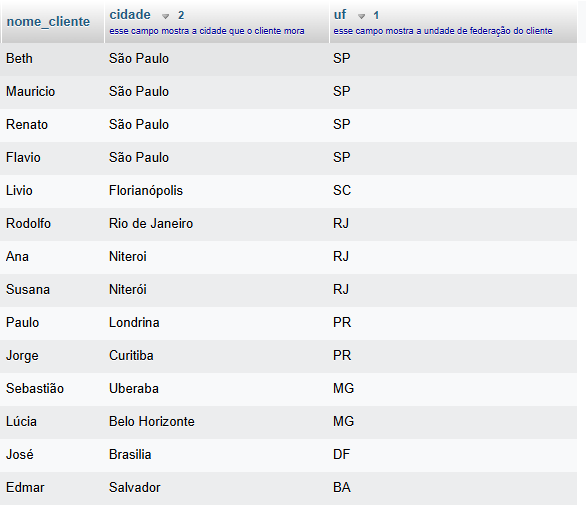 nome_cliente cidade 2 uf 1
esse campo mostra a cidade que o cliente mora esse campo mostra a undade de federação do cliente
Beth São Paulo SP
Mauricio São Paulo SP
Renato São Paulo SP
Flavio São Paulo SP
Livio Florianópolis SC
Rodolfo Rio de Janeiro RJ
Ana Niteroi RJ
Susana Niterói RJ
Paulo Londrina PR
Jorge Curitiba PR
Sebastião Uberaba MG
Lúcia Belo Horizonte MG
José Brasilia DF
Edmar Salvador BA